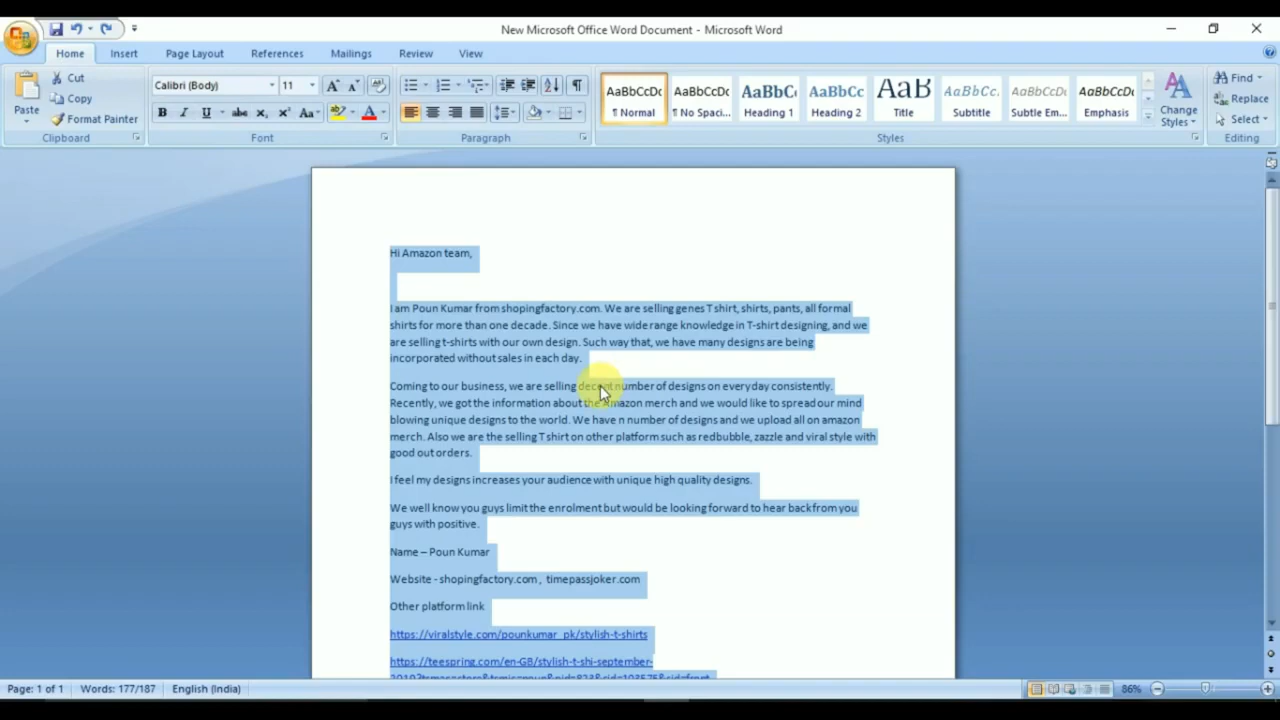 New Microsoft Office Word Document - Microsoft Word
Home Insert Page Layout References Mailings Review View
Paste
Cut
Copy
Format Painter
Clipboard
Calibri (Body) 11
Font
Paragraph
AaBbCcDc AaBbCcDc AaBbC AaBbCc AaB AaBbCc. AaBbCcDc AaBbCcDc
¶ Normal ¶ No Spaci... Heading 1 Heading 2 Title Subtitle Subtle Em... Emphasis
Change Styles
Styles
Find
Replace
Select
Editing
Hi Amazon team,
I am Poun Kumar from shopingfactory.com. We are selling genes T shirt, shirts, pants, all formal
shirts for more than one decade. Since we have wide range knowledge in T-shirt designing, and we
are selling t-shirts with our own design. Such way that, we have many designs are being
incorporated without sales in each day.
Coming to our business, we are selling decent number of designs on everyday consistently.
Recently, we got the information about the Amazon merch and we would like to spread our mind
blowing unique designs to the world. We have n number of designs and we upload all on amazon
merch. Also we are the selling T shirt on other platform such as redbubble, zazzle and viral style with
good out orders.
I feel my designs increases your audience with unique high quality designs.
We well know you guys limit the enrolment but would be looking forward to hear back from you
guys with positive.
Name – Poun Kumar
Website - shopingfactory.com , timepassjoker.com
Other platform link
https://viralstyle.com/pounkumar_pk/stylish-t-shirts
https://teespring.com/en-GB/stylish-t-shi-september-
Page: 1 of 1 Words: 177/187 English (India) 86%